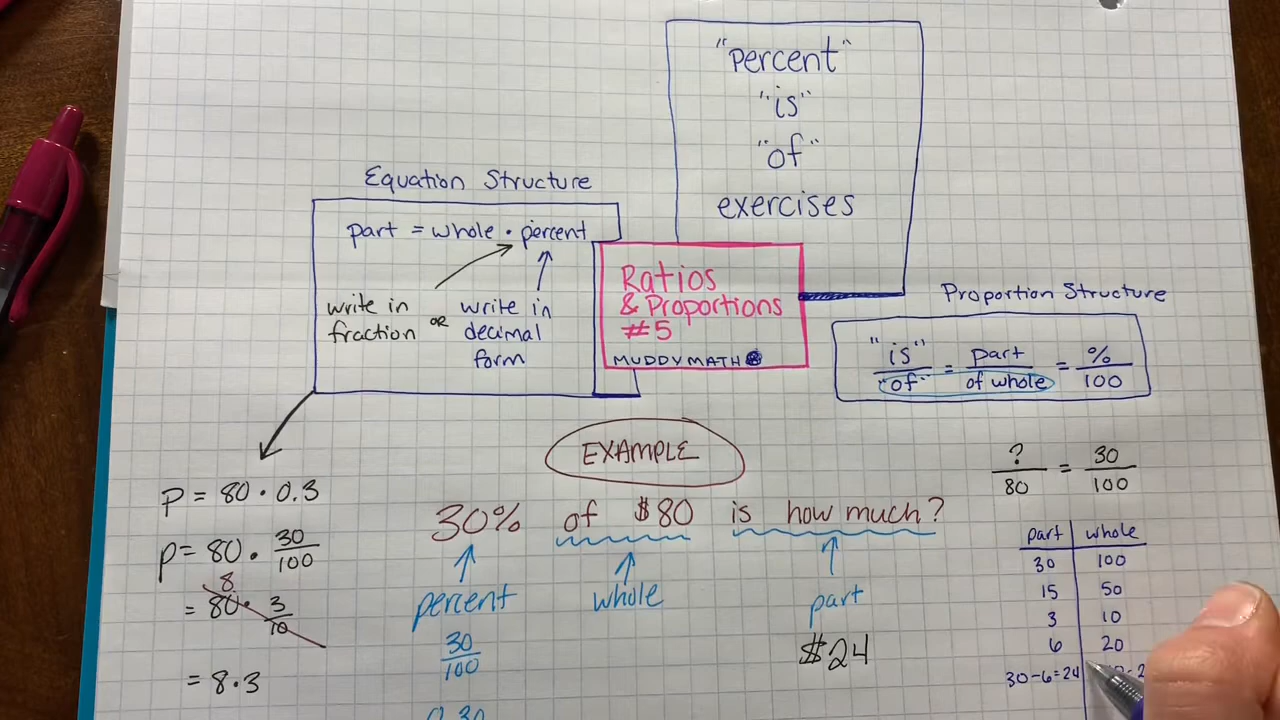 "percent"
"is"
"of"
exercises
Equation Structure
part = whole · percent
write in
fraction
OR
write in
decimal
form
Ratios
& Proportions
#5
MUDDYMATH
Proportion Structure
"is" / "of" = part / of whole = % / 100
EXAMPLE
30% of $80 is how much?
percent
whole
part
30/100
0.30
$24
P = 80 · 0.3
P = 80 · 30/100
8
= 80 · 3/10
= 8·3
?/80 = 30/100
part whole
30 100
15 50
3 10
6 20
30-6=24